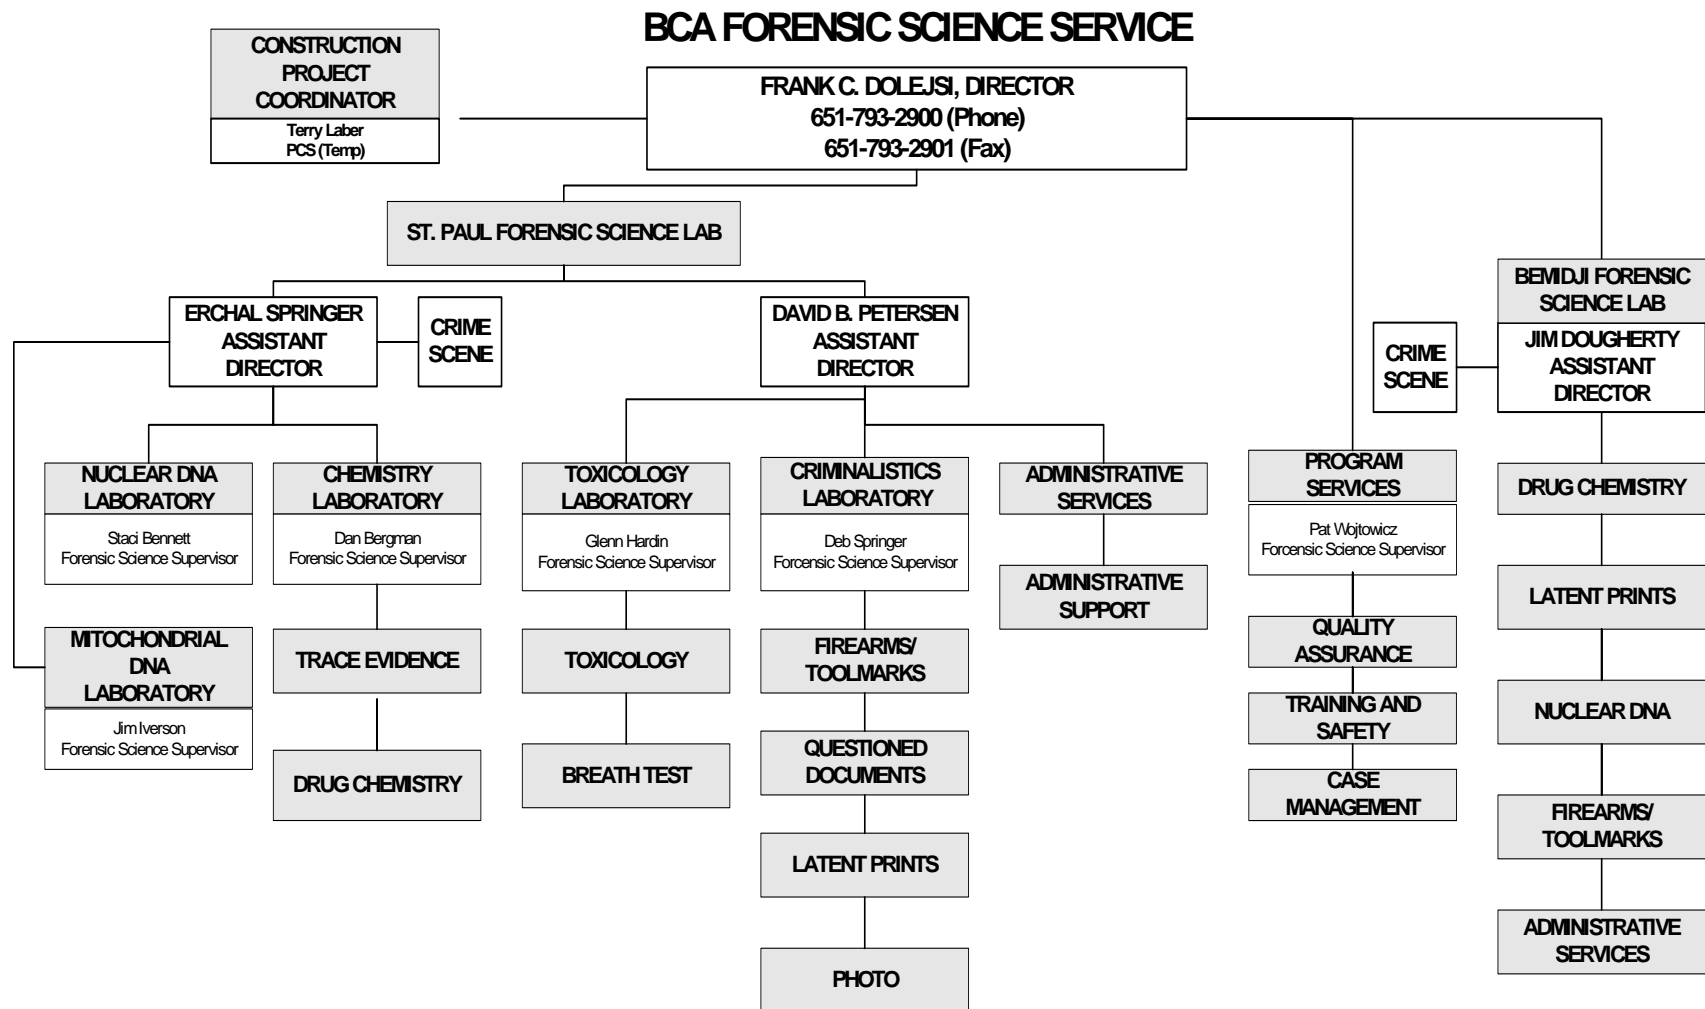 BCA FORENSIC SCIENCE SERVICE
CONSTRUCTION
PROJECT
COORDINATOR
Terry Laber
PCS (Temp)
FRANK C. DOLEJSI, DIRECTOR
651-793-2900 (Phone)
651-793-2901 (Fax)
ST. PAUL FORENSIC SCIENCE LAB
ERCHAL SPRINGER
ASSISTANT
DIRECTOR
CRIME
SCENE
DAVID B. PETERSEN
ASSISTANT
DIRECTOR
CRIME
SCENE
BEMIDJI FORENSIC
SCIENCE LAB
JIM DOUGHERTY
ASSISTANT
DIRECTOR
NUCLEAR DNA
LABORATORY
Staci Bennett
Forensic Science Supervisor
CHEMISTRY
LABORATORY
Dan Bergman
Forensic Science Supervisor
TOXICOLOGY
LABORATORY
Glenn Hardin
Forensic Science Supervisor
CRIMINALISTICS
LABORATORY
Deb Springer
Forcensic Science Supervisor
ADMINISTRATIVE
SERVICES
PROGRAM
SERVICES
Pat Wojtowicz
Forcensic Science Supervisor
DRUG CHEMISTRY
MITOCHONDRIAL
DNA
LABORATORY
Jim Iverson
Forensic Science Supervisor
TRACE EVIDENCE
DRUG CHEMISTRY
TOXICOLOGY
BREATH TEST
FIREARMS/
TOOLMARKS
QUESTIONED
DOCUMENTS
LATENT PRINTS
PHOTO
ADMINISTRATIVE
SUPPORT
QUALITY
ASSURANCE
TRAINING AND
SAFETY
CASE
MANAGEMENT
LATENT PRINTS
NUCLEAR DNA
FIREARMS/
TOOLMARKS
ADMINISTRATIVE
SERVICES